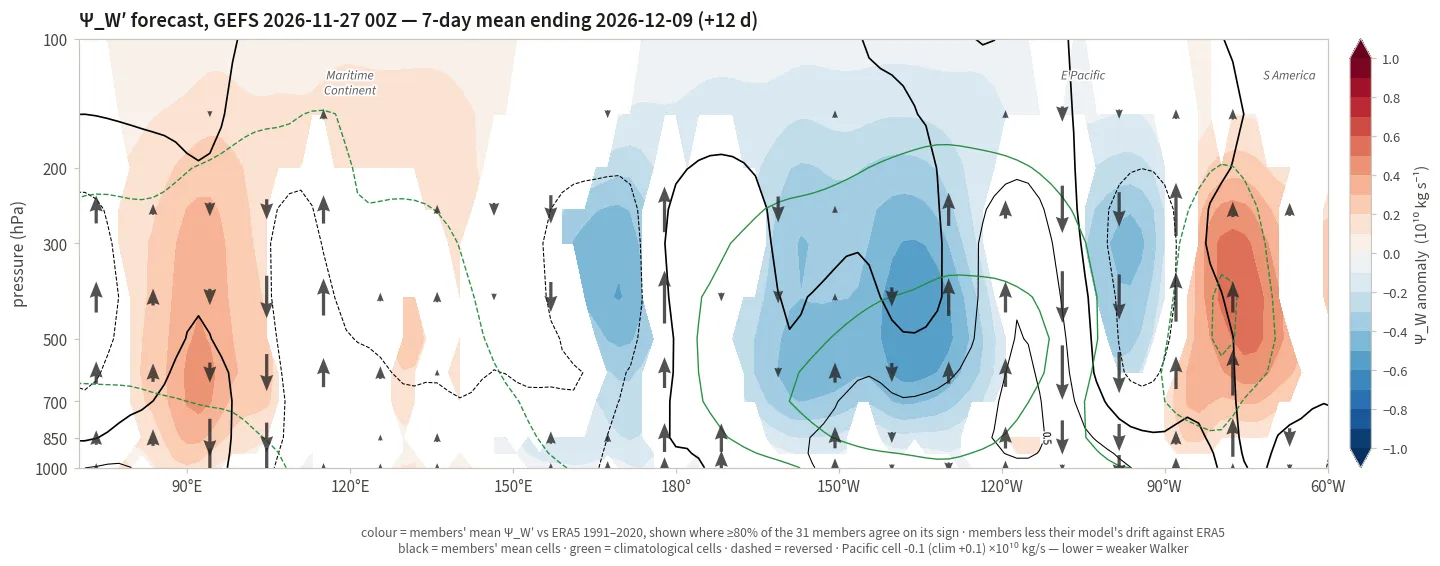 Ψ_W′ forecast, GEFS 2026-11-27 00Z — 7-day mean ending 2026-12-09 (+12 d)
100
200
300
400
500
700
850
1000
pressure (hPa)
Maritime
Continent
E Pacific
S America
0.5
90°E
120°E
150°E
180°
150°W
120°W
90°W
60°W
1.0
0.8
0.6
0.4
0.2
0.0
−0.2
−0.4
−0.6
−0.8
−1.0
Ψ_W anomaly (10¹⁰ kg s⁻¹)
colour = members' mean Ψ_W′ vs ERA5 1991–2020, shown where ≥80% of the 31 members agree on its sign · members less their model's drift against ERA5
black = members' mean cells · green = climatological cells · dashed = reversed · Pacific cell -0.1 (clim +0.1) ×10¹⁰ kg/s — lower = weaker Walker